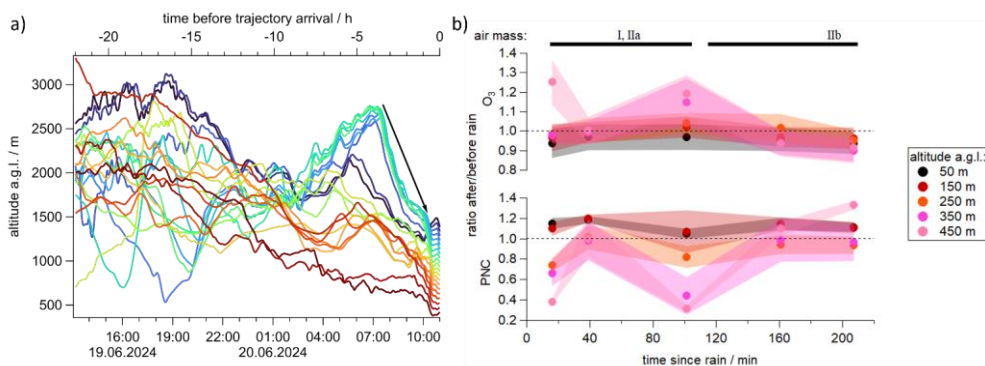 a)
time before trajectory arrival / h
-20 -15 -10 -5 0
altitude a.g.l. / m
3000
2500
2000
1500
1000
500
16:00 19:00 22:00 01:00 04:00 07:00 10:00
19.06.2024 20.06.2024
b)
air mass: I, IIa IIb
O3
1.4
1.3
1.2
1.1
1.0
0.9
0.8
ratio after/before rain
PNC
1.4
1.2
1.0
0.8
0.6
0.4
0.2
0 40 80 120 160 200
time since rain / min
altitude a.g.l.:
50 m
150 m
250 m
350 m
450 m